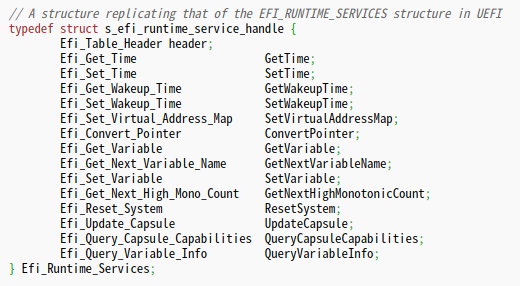 // A structure replicating that of the EFI_RUNTIME_SERVICES structure in UEFI
typedef struct s_efi_runtime_service_handle {
Efi_Table_Header header;
Efi_Get_Time GetTime;
Efi_Set_Time SetTime;
Efi_Get_Wakeup_Time GetWakeupTime;
Efi_Set_Wakeup_Time SetWakeupTime;
Efi_Set_Virtual_Address_Map SetVirtualAddressMap;
Efi_Convert_Pointer ConvertPointer;
Efi_Get_Variable GetVariable;
Efi_Get_Next_Variable_Name GetNextVariableName;
Efi_Set_Variable SetVariable;
Efi_Get_Next_High_Mono_Count GetNextHighMonotonicCount;
Efi_Reset_System ResetSystem;
Efi_Update_Capsule UpdateCapsule;
Efi_Query_Capsule_Capabilities QueryCapsuleCapabilities;
Efi_Query_Variable_Info QueryVariableInfo;
} Efi_Runtime_Services;